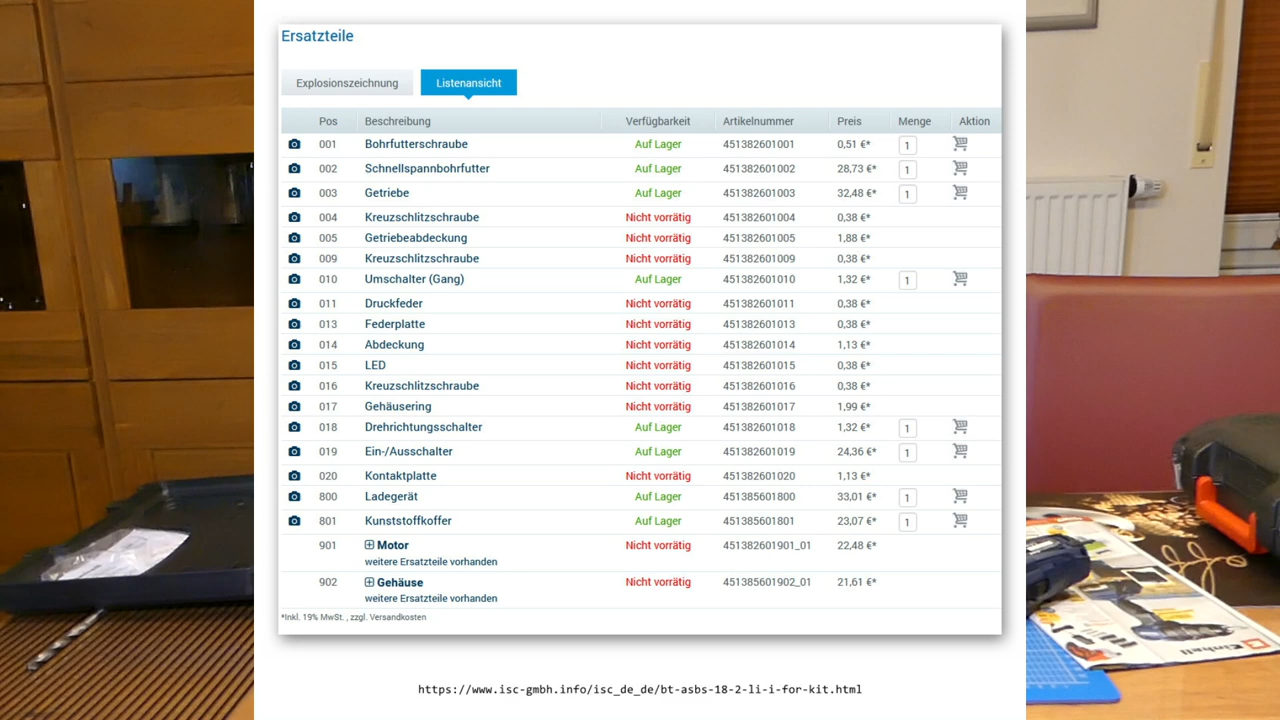 Ersatzteile
Explosionszeichnung Listenansicht
Pos Beschreibung Verfügbarkeit Artikelnummer Preis Menge Aktion
001 Bohrfutterschraube Auf Lager 451382601001 0,51 €* 1
002 Schnellspannbohrfutter Auf Lager 451382601002 28,73 €* 1
003 Getriebe Auf Lager 451382601003 32,48 €* 1
004 Kreuzschlitzschraube Nicht vorrätig 451382601004 0,38 €*
005 Getriebeabdeckung Nicht vorrätig 451382601005 1,88 €*
009 Kreuzschlitzschraube Nicht vorrätig 451382601009 0,38 €*
010 Umschalter (Gang) Auf Lager 451382601010 1,32 €* 1
011 Druckfeder Nicht vorrätig 451382601011 0,38 €*
013 Federplatte Nicht vorrätig 451382601013 0,38 €*
014 Abdeckung Nicht vorrätig 451382601014 1,13 €*
015 LED Nicht vorrätig 451382601015 0,38 €*
016 Kreuzschlitzschraube Nicht vorrätig 451382601016 0,38 €*
017 Gehäusering Nicht vorrätig 451382601017 1,99 €*
018 Drehrichtungsschalter Auf Lager 451382601018 1,32 €* 1
019 Ein-/Ausschalter Auf Lager 451382601019 24,36 €* 1
020 Kontaktplatte Nicht vorrätig 451382601020 1,13 €*
800 Ladegerät Auf Lager 451385601800 33,01 €* 1
801 Kunststoffkoffer Auf Lager 451385601801 23,07 €* 1
901 Motor Nicht vorrätig 451382601901_01 22,48 €*
weitere Ersatzteile vorhanden
902 Gehäuse Nicht vorrätig 451385601902_01 21,61 €*
weitere Ersatzteile vorhanden
*Inkl. 19% MwSt. , zzgl. Versandkosten
https://www.isc-gmbh.info/isc_de_de/bt-asbs-18-2-li-i-for-kit.html
Einhell